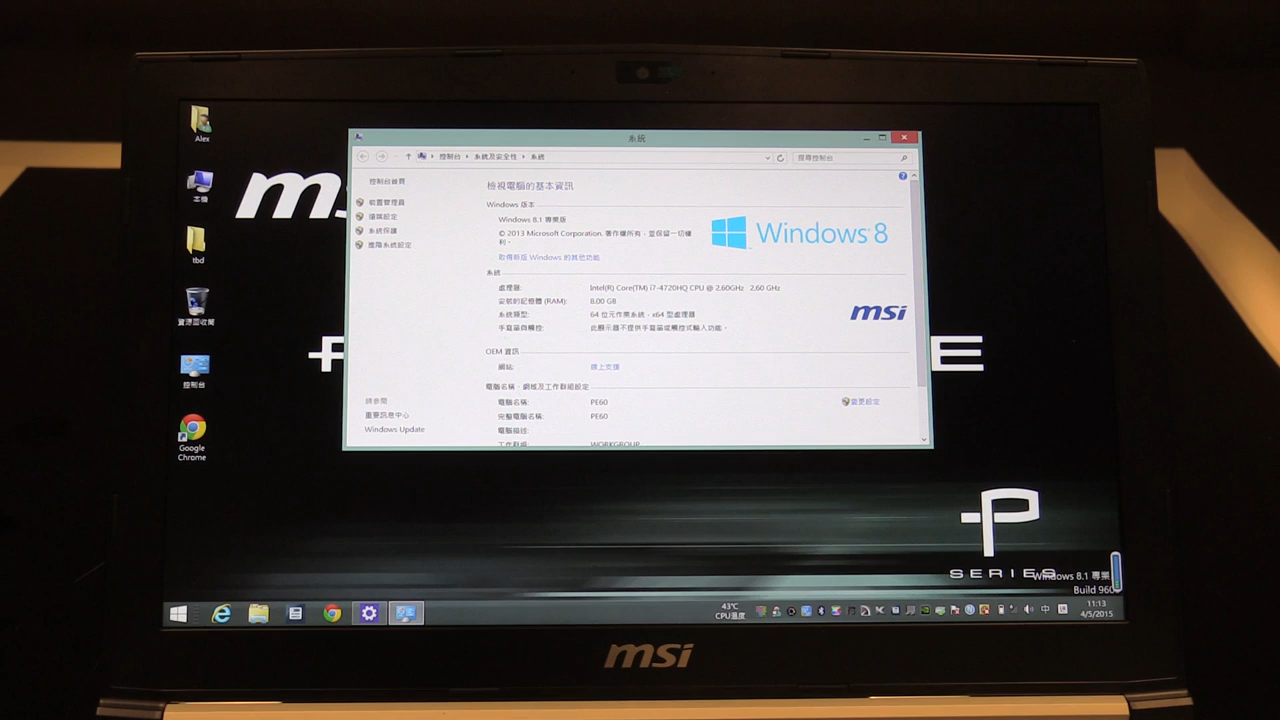 Alex
本機
tbd
資源回收筒
控制台
Google
Chrome
系統
控制台 系統及安全性 系統
搜尋控制台
控制台首頁
裝置管理員
遠端設定
系統保護
進階系統設定
請參閱
重要訊息中心
Windows Update
檢視電腦的基本資訊
Windows 版本
Windows 8.1 專業版
© 2013 Microsoft Corporation. 著作權所有，並保留一切權
利。
取得新版 Windows 的其他功能
Windows 8
系統
處理器: Intel(R) Core(TM) i7-4720HQ CPU @ 2.60GHz 2.60 GHz
安裝的記憶體 (RAM): 8.00 GB
系統類型: 64 位元作業系統，x64 型處理器
手寫筆與觸控: 此顯示器不提供手寫筆或觸控式輸入功能。
msi
OEM 資訊
網站: 線上支援
電腦名稱、網域及工作群組設定
電腦名稱: PE60
變更設定
完整電腦名稱: PE60
電腦描述:
工作群組: WORKGROUP
P
SERIES
Windows 8.1 專業
Build 960
43℃
CPU溫度
中
11:13
4/5/2015
msi